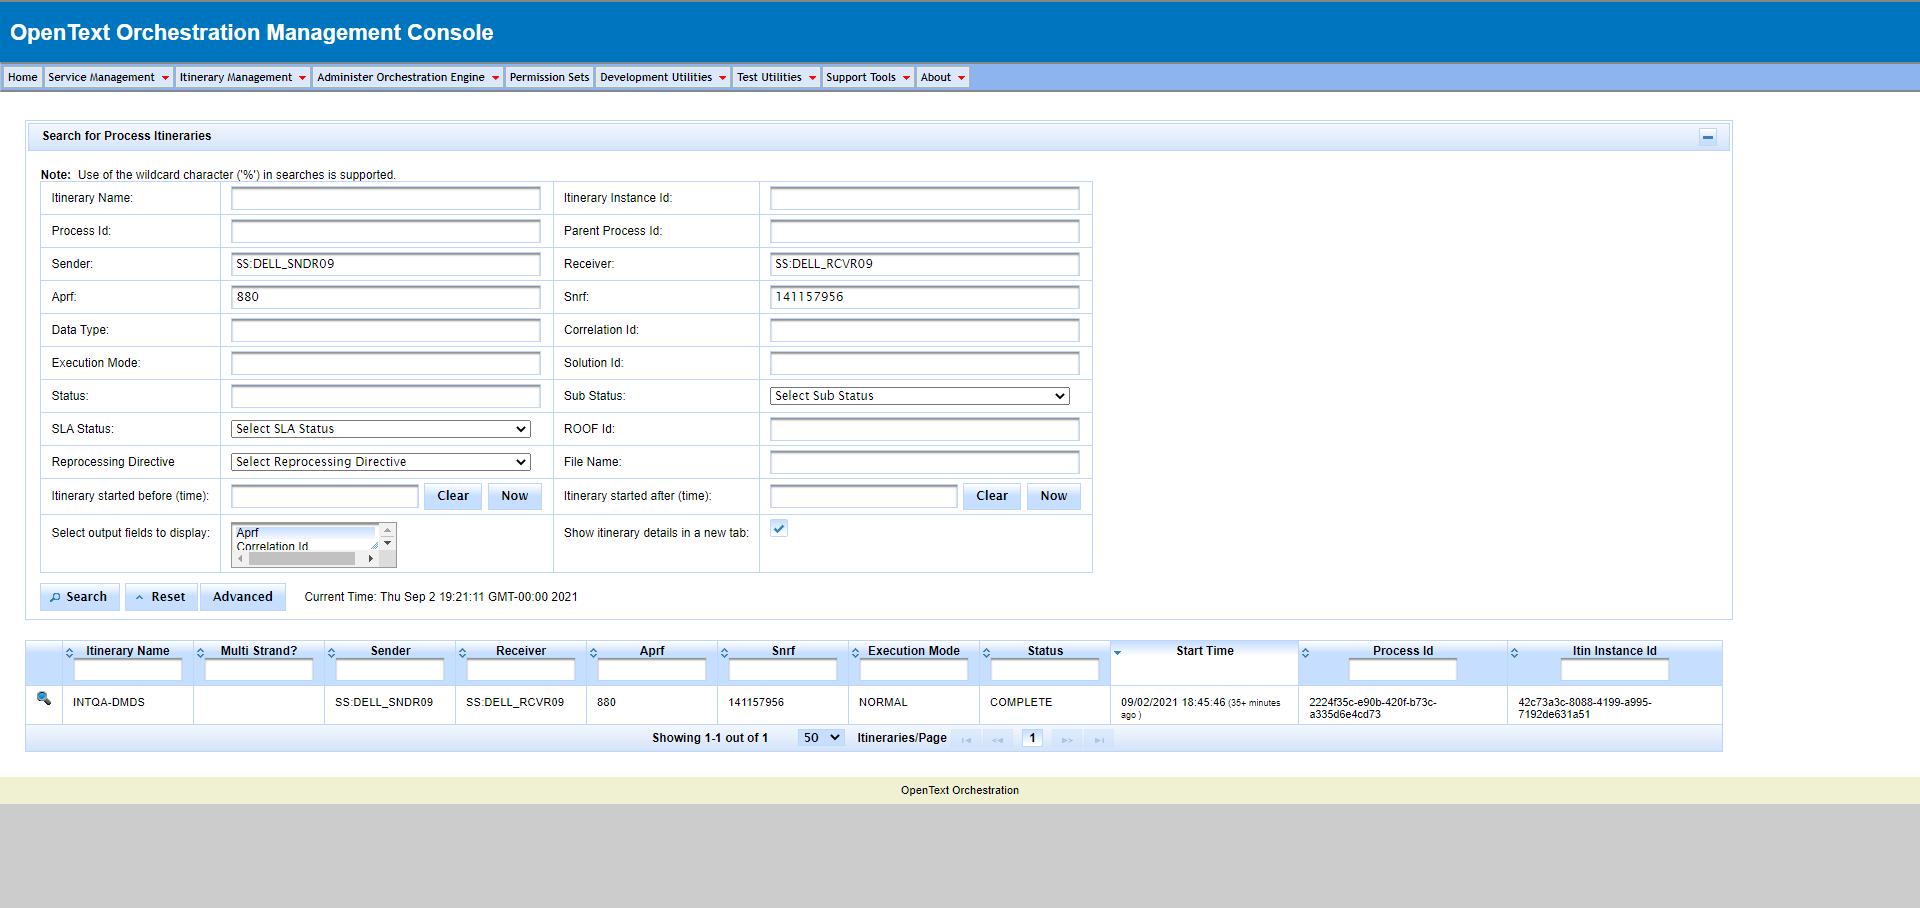 OpenText Orchestration Management Console
Home Service Management Itinerary Management Administer Orchestration Engine Permission Sets Development Utilities Test Utilities Support Tools About
Search for Process Itineraries
Note: Use of the wildcard character ('%') in searches is supported.
Itinerary Name: Itinerary Instance Id:
Process Id: Parent Process Id:
Sender: SS:DELL_SNDR09 Receiver: SS:DELL_RCVR09
Aprf: 880 Snrf: 141157956
Data Type: Correlation Id:
Execution Mode: Solution Id:
Status: Sub Status: Select Sub Status
SLA Status: Select SLA Status ROOF Id:
Reprocessing Directive Select Reprocessing Directive File Name:
Itinerary started before (time): Clear Now Itinerary started after (time): Clear Now
Select output fields to display: Aprf Show itinerary details in a new tab:
Correlation Id
Search Reset Advanced Current Time: Thu Sep 2 19:21:11 GMT-00:00 2021
Itinerary Name Multi Strand? Sender Receiver Aprf Snrf Execution Mode Status Start Time Process Id Itin Instance Id
INTQA-DMDS SS:DELL_SNDR09 SS:DELL_RCVR09 880 141157956 NORMAL COMPLETE 09/02/2021 18:45:46 (35+ minutes 2224f35c-e90b-420f-b73c- 42c73a3c-8088-4199-a995-
ago ) a335d6e4cd73 7192de631a51
Showing 1-1 out of 1 50 Itineraries/Page 1
OpenText Orchestration